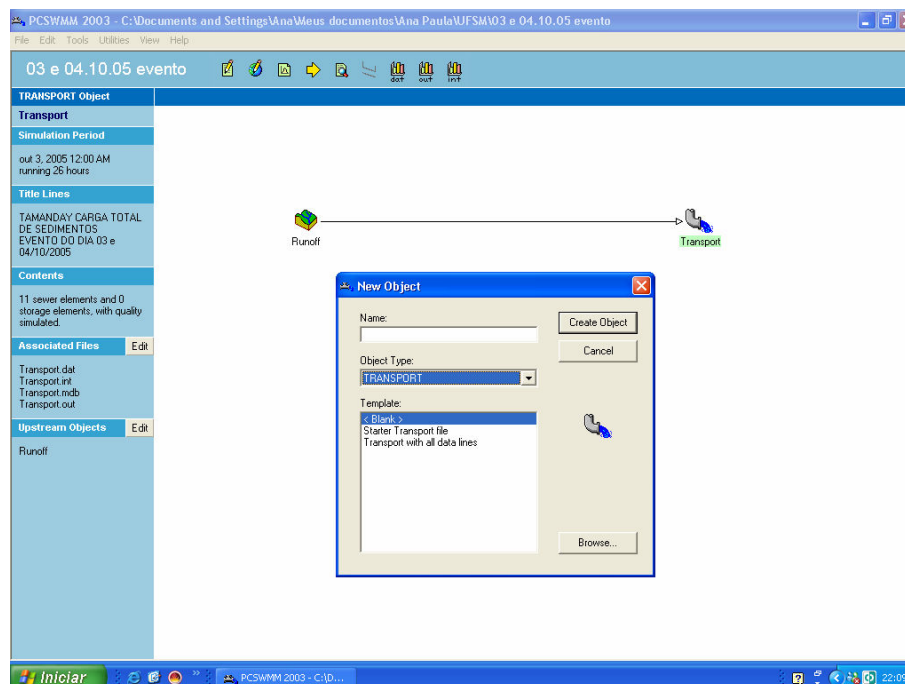 PCSWMM 2003 - C:\Documents and Settings\Ana\Meus documentos\Ana Paula\UFSM\03 e 04.10.05 evento
File Edit Tools Utilities View Help
03 e 04.10.05 evento
dat out int
TRANSPORT Object
Transport
Simulation Period
out 3, 2005 12:00 AM
running 26 hours
Title Lines
TAMANDAY CARGA TOTAL
DE SEDIMENTOS
EVENTO DO DIA 03 e
04/10/2005
Contents
11 sewer elements and 0
storage elements, with quality
simulated.
Associated Files Edit
Transport.dat
Transport.int
Transport.mdb
Transport.out
Upstream Objects Edit
Runoff
Runoff
Transport
New Object
Name:
Create Object
Cancel
Object Type:
TRANSPORT
Template:
< Blank >
Starter Transport file
Transport with all data lines
Browse...
Iniciar
PCSWMM 2003 - C:\D...
22:09